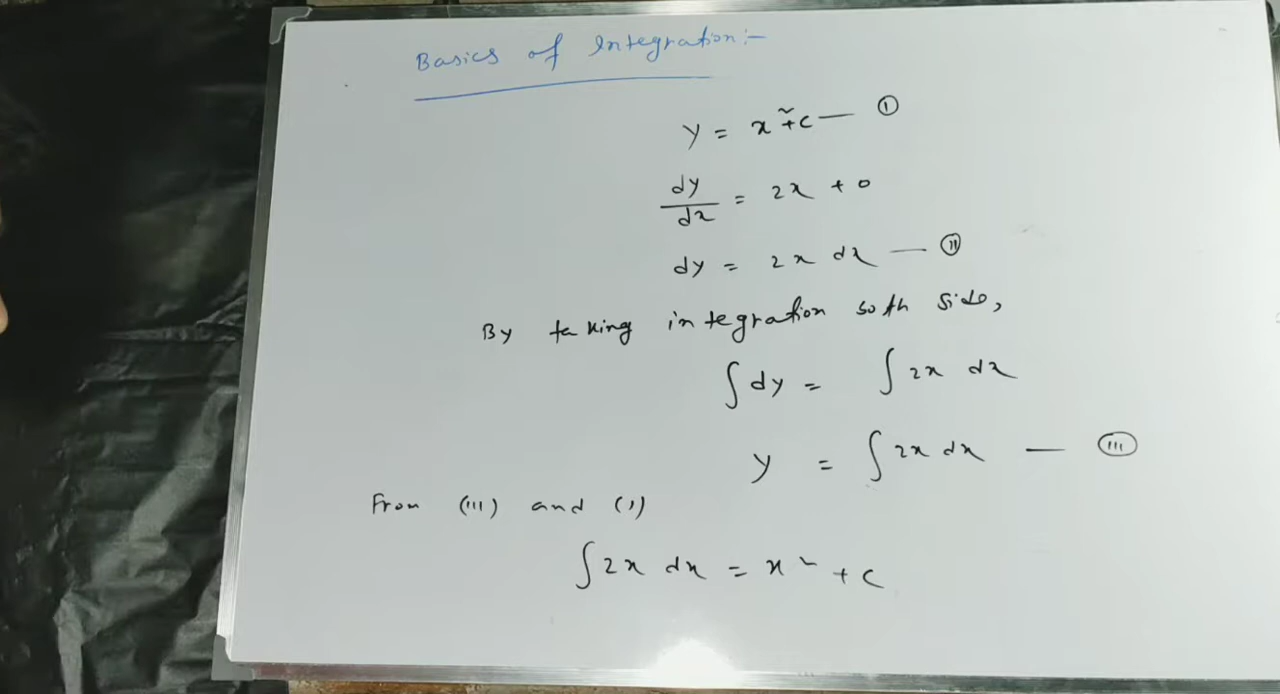 Basics of Integration:-
y = x² + c — (I)
dy/dx = 2x + 0
dy = 2x dx — (II)
By taking integration both side,
∫dy = ∫2x dx
y = ∫2x dx — (III)
From (III) and (I)
∫2x dx = x² + c